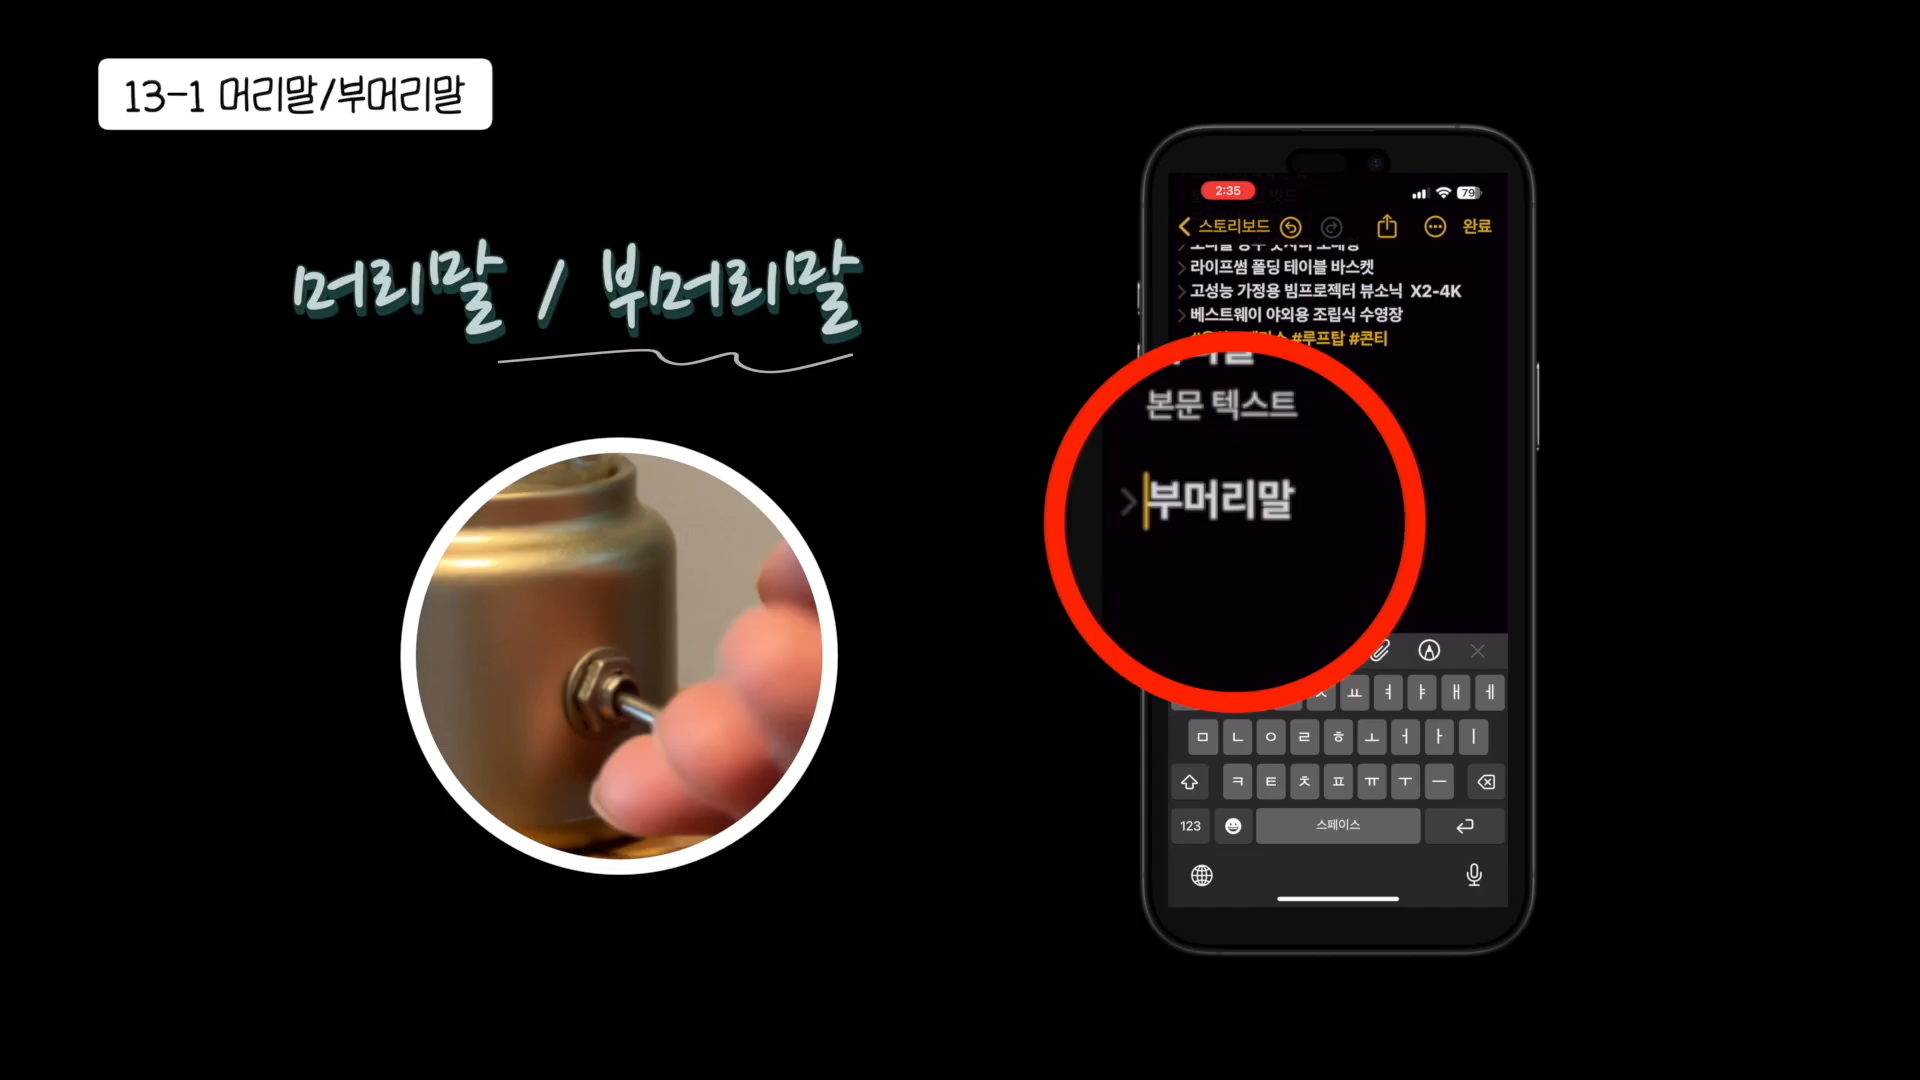 13-1 머리말/부머리말
머리말 / 부머리말
2:35
79
스토리보드
완료
라이프썸 폴딩 테이블 바스켓
고성능 가정용 빔프로젝터 뷰소닉 X2-4K
베스트웨이 야외용 조립식 수영장
#루프탑 #콘티
본문 텍스트
부머리말
ㅛ ㅕ ㅑ ㅐ ㅔ
ㅁ ㄴ ㅇ ㄹ ㅎ ㅗ ㅓ ㅏ ㅣ
ㅋ ㅌ ㅊ ㅍ ㅠ ㅜ ㅡ
123
스페이스